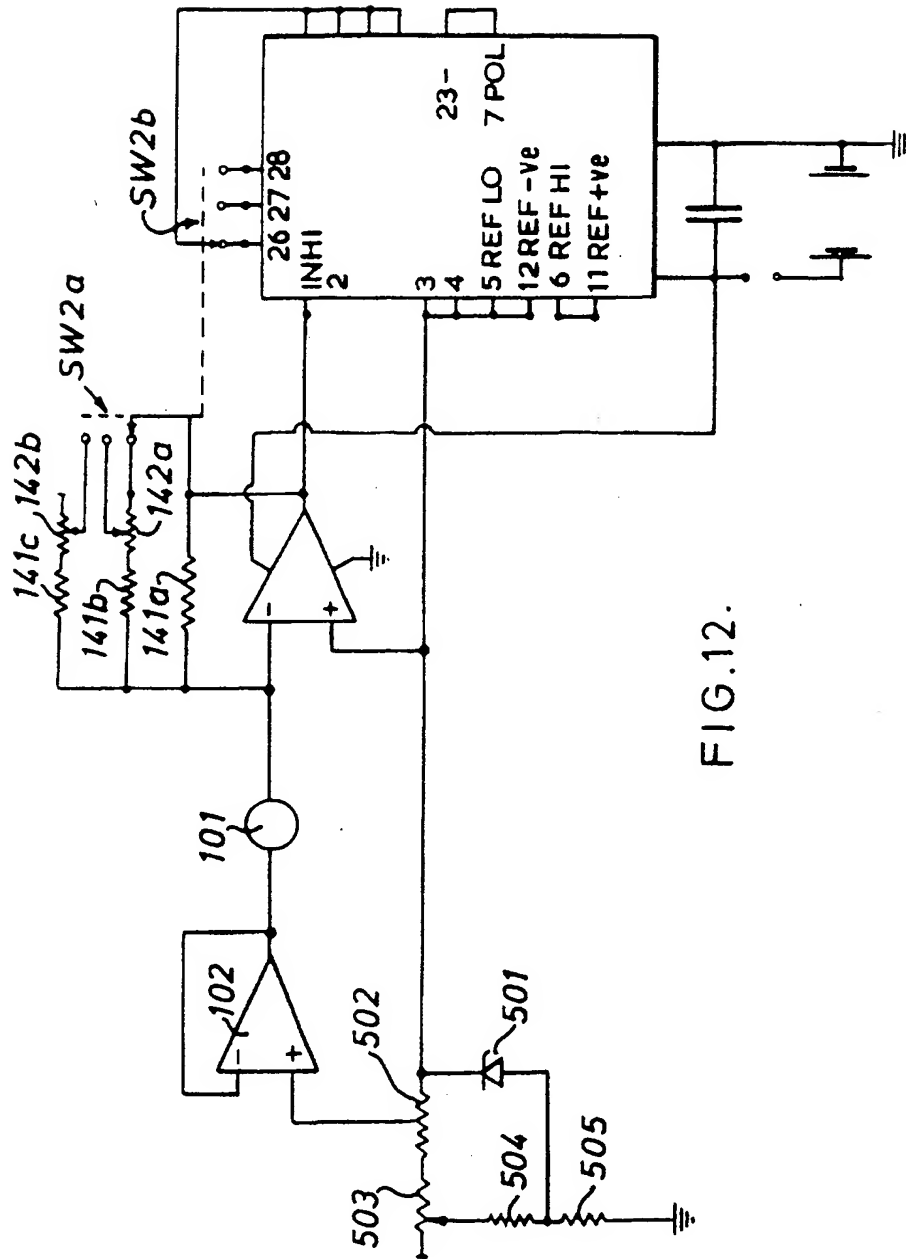 SW2b
SW2a
142b
141c
142a
141b
141a
26
27
28
INHI
2
23-
7 POL
3
4
5 REF LO
12 REF -ve
6 REF HI
11 REF +ve
-
+
101
102
-
+
502
501
503
504
505
FIG.12.